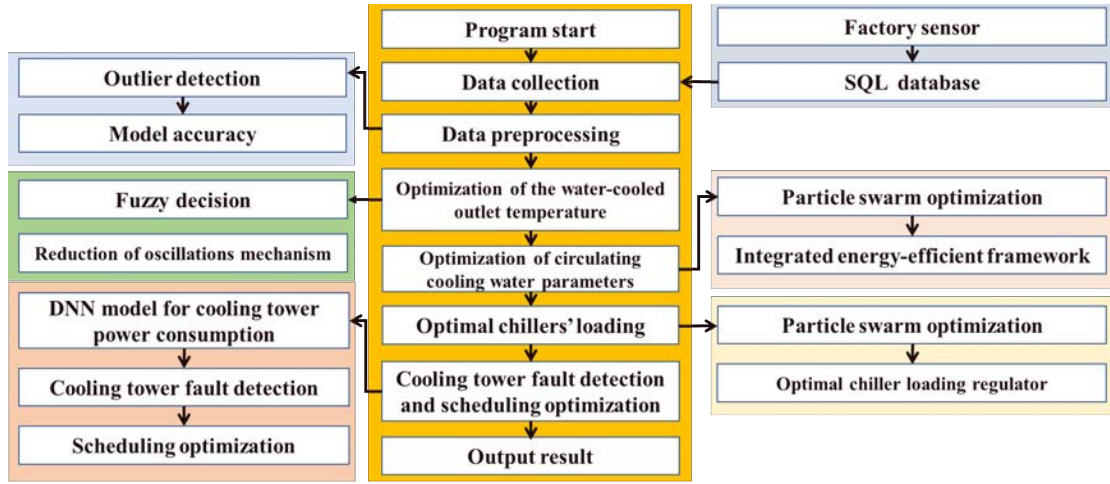 Program start
Data collection
Data preprocessing
Optimization of the water-cooled
outlet temperature
Optimization of circulating
cooling water parameters
Optimal chillers' loading
Cooling tower fault detection
and scheduling optimization
Output result
Outlier detection
Model accuracy
Fuzzy decision
Reduction of oscillations mechanism
DNN model for cooling tower
power consumption
Cooling tower fault detection
Scheduling optimization
Factory sensor
SQL database
Particle swarm optimization
Integrated energy-efficient framework
Particle swarm optimization
Optimal chiller loading regulator